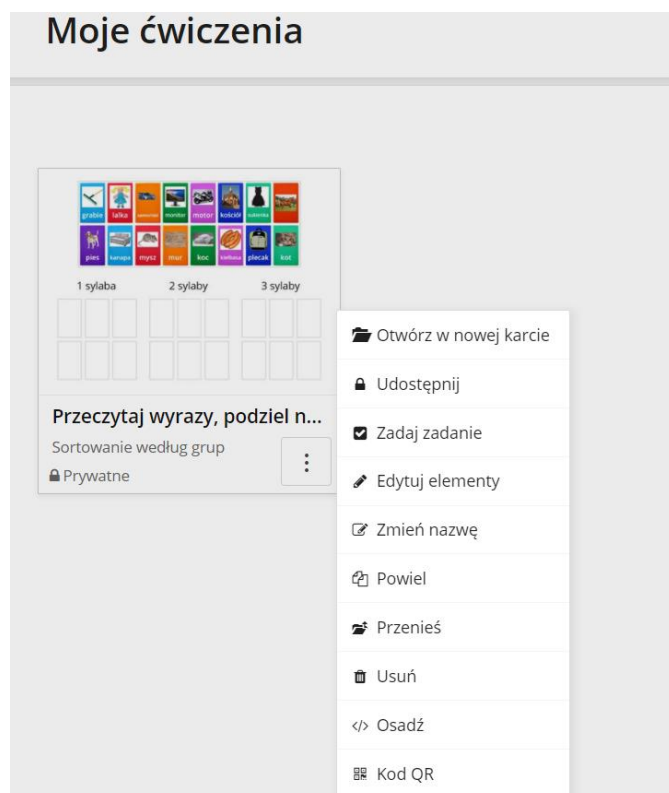 Moje ćwiczenia
grabie lalka monitor motor kościół
pies kanapa mysz mur koc plecak kot
1 sylaba 2 sylaby 3 sylaby
Przeczytaj wyrazy, podziel n...
Sortowanie według grup
Prywatne
Otwórz w nowej karcie
Udostępnij
Zadaj zadanie
Edytuj elementy
Zmień nazwę
Powiel
Przenieś
Usuń
Osadź
Kod QR